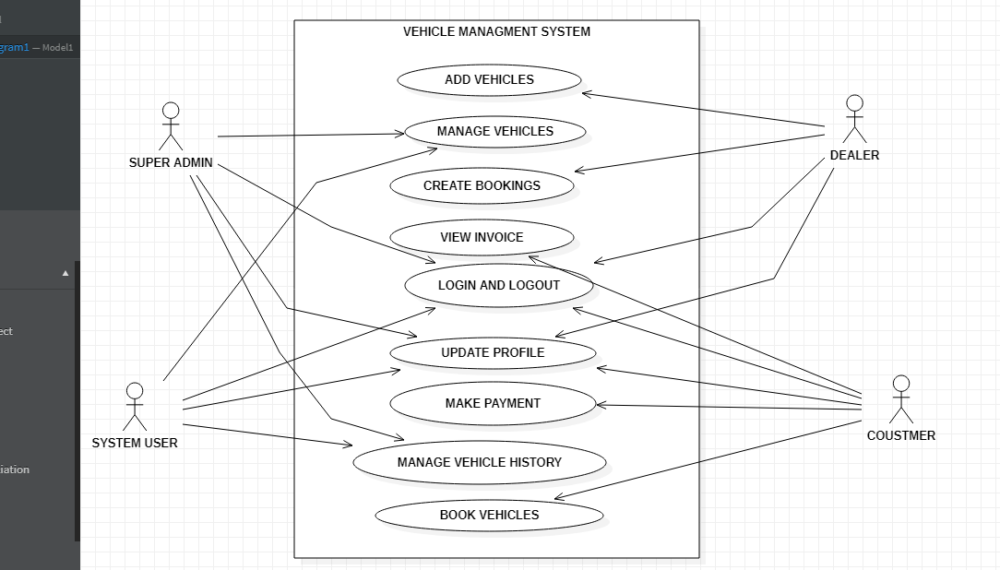 gram1 — Model1
ect
iation
VEHICLE MANAGMENT SYSTEM
ADD VEHICLES
MANAGE VEHICLES
CREATE BOOKINGS
VIEW INVOICE
LOGIN AND LOGOUT
UPDATE PROFILE
MAKE PAYMENT
MANAGE VEHICLE HISTORY
BOOK VEHICLES
SUPER ADMIN
SYSTEM USER
DEALER
COUSTMER